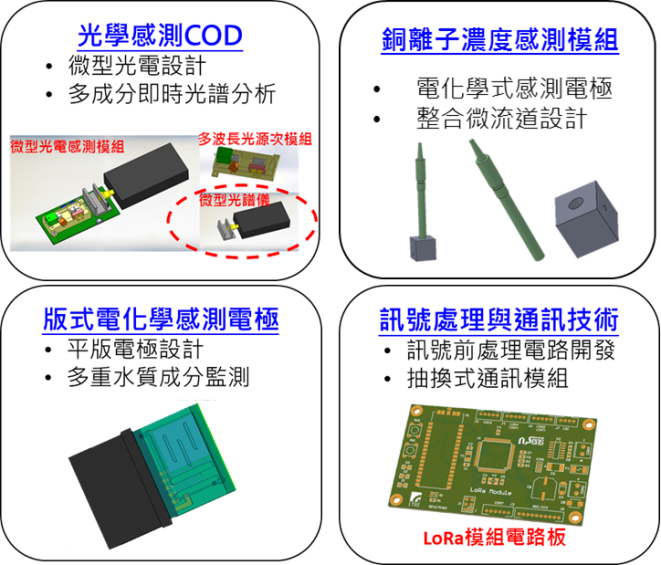 光學感測COD
• 微型光電設計
• 多成分即時光譜分析
微型光電感測模組
多波長光源次模組
微型光譜儀
銅離子濃度感測模組
• 電化學式感測電極
• 整合微流道設計
版式電化學感測電極
• 平版電極設計
• 多重水質成分監測
訊號處理與通訊技術
• 訊號前處理電路開發
• 抽換式通訊模組
LoRa Module
LoRa模組電路板